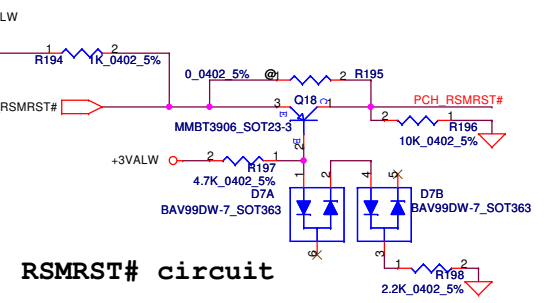 LW
1 2
R194 1K_0402_5%
0_0402_5% @ 1 2 R195
Q18
RSMRST# 3 E C 1 PCH_RSMRST#
MMBT3906_SOT23-3
B
2
2 1 R196
10K_0402_5%
+3VALW 2 1
R197
4.7K_0402_5%
1 2 4 5
D7A D7B
BAV99DW-7_SOT363 BAV99DW-7_SOT363
6 3
1 2
R198
2.2K_0402_5%
RSMRST# circuit